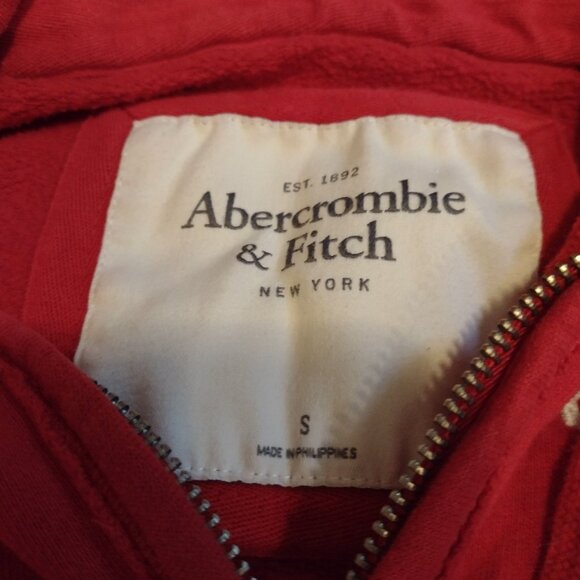 EST. 1892
Abercrombie
& Fitch
NEW YORK
S
MADE IN PHILIPPINES